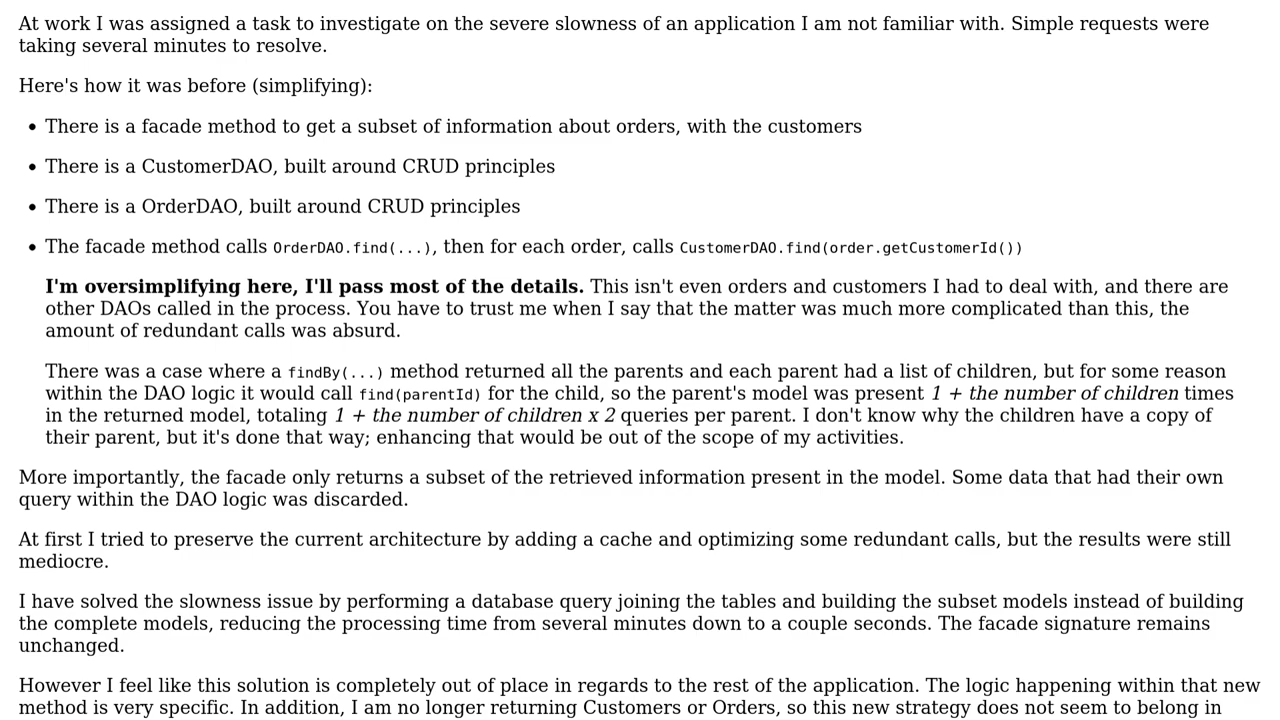 At work I was assigned a task to investigate on the severe slowness of an application I am not familiar with. Simple requests were
taking several minutes to resolve.
Here's how it was before (simplifying):
• There is a facade method to get a subset of information about orders, with the customers
• There is a CustomerDAO, built around CRUD principles
• There is a OrderDAO, built around CRUD principles
• The facade method calls OrderDAO.find(...), then for each order, calls CustomerDAO.find(order.getCustomerId())
I'm oversimplifying here, I'll pass most of the details. This isn't even orders and customers I had to deal with, and there are
other DAOs called in the process. You have to trust me when I say that the matter was much more complicated than this, the
amount of redundant calls was absurd.
There was a case where a findBy(...) method returned all the parents and each parent had a list of children, but for some reason
within the DAO logic it would call find(parentId) for the child, so the parent's model was present 1 + the number of children times
in the returned model, totaling 1 + the number of children x 2 queries per parent. I don't know why the children have a copy of
their parent, but it's done that way; enhancing that would be out of the scope of my activities.
More importantly, the facade only returns a subset of the retrieved information present in the model. Some data that had their own
query within the DAO logic was discarded.
At first I tried to preserve the current architecture by adding a cache and optimizing some redundant calls, but the results were still
mediocre.
I have solved the slowness issue by performing a database query joining the tables and building the subset models instead of building
the complete models, reducing the processing time from several minutes down to a couple seconds. The facade signature remains
unchanged.
However I feel like this solution is completely out of place in regards to the rest of the application. The logic happening within that new
method is very specific. In addition, I am no longer returning Customers or Orders, so this new strategy does not seem to belong in